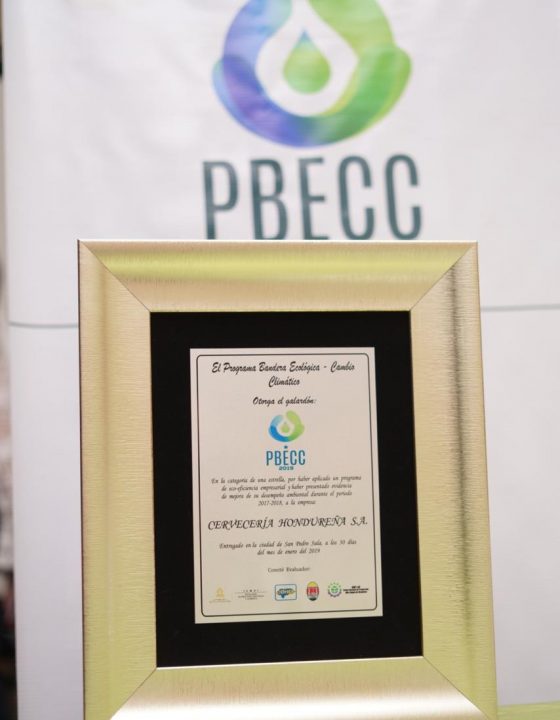 PBECC
El Programa Bandera Ecológica - Cambio
Climático
Otorga el galardón:
PBECC
2019
En la categoría de una estrella, por haber aplicado un programa
de eco-eficiencia empresarial y haber presentado evidencia
de mejora de su desempeño ambiental durante el periodo
2017-2018, a la empresa:
CERVECERÍA HONDUREÑA S.A.
Entregado en la ciudad de San Pedro Sula, a los 30 días
del mes de enero del 2019
Comité Evaluador: